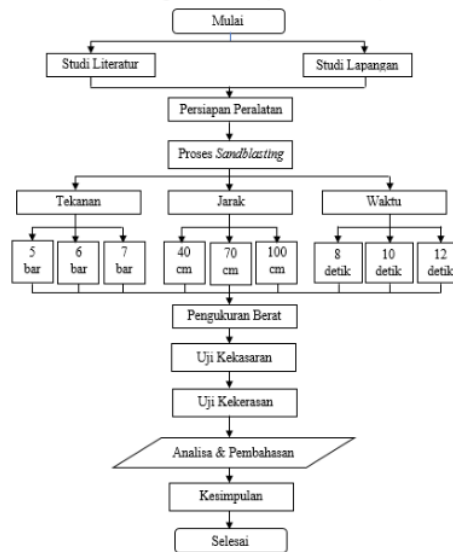 Mulai
Studi Literatur
Studi Lapangan
Persiapan Peralatan
Proses Sandblasting
Tekanan
Jarak
Waktu
5
bar
6
bar
7
bar
40
cm
70
cm
100
cm
8
detik
10
detik
12
detik
Pengukuran Berat
Uji Kekasaran
Uji Kekerasan
Analisa & Pembahasan
Kesimpulan
Selesai